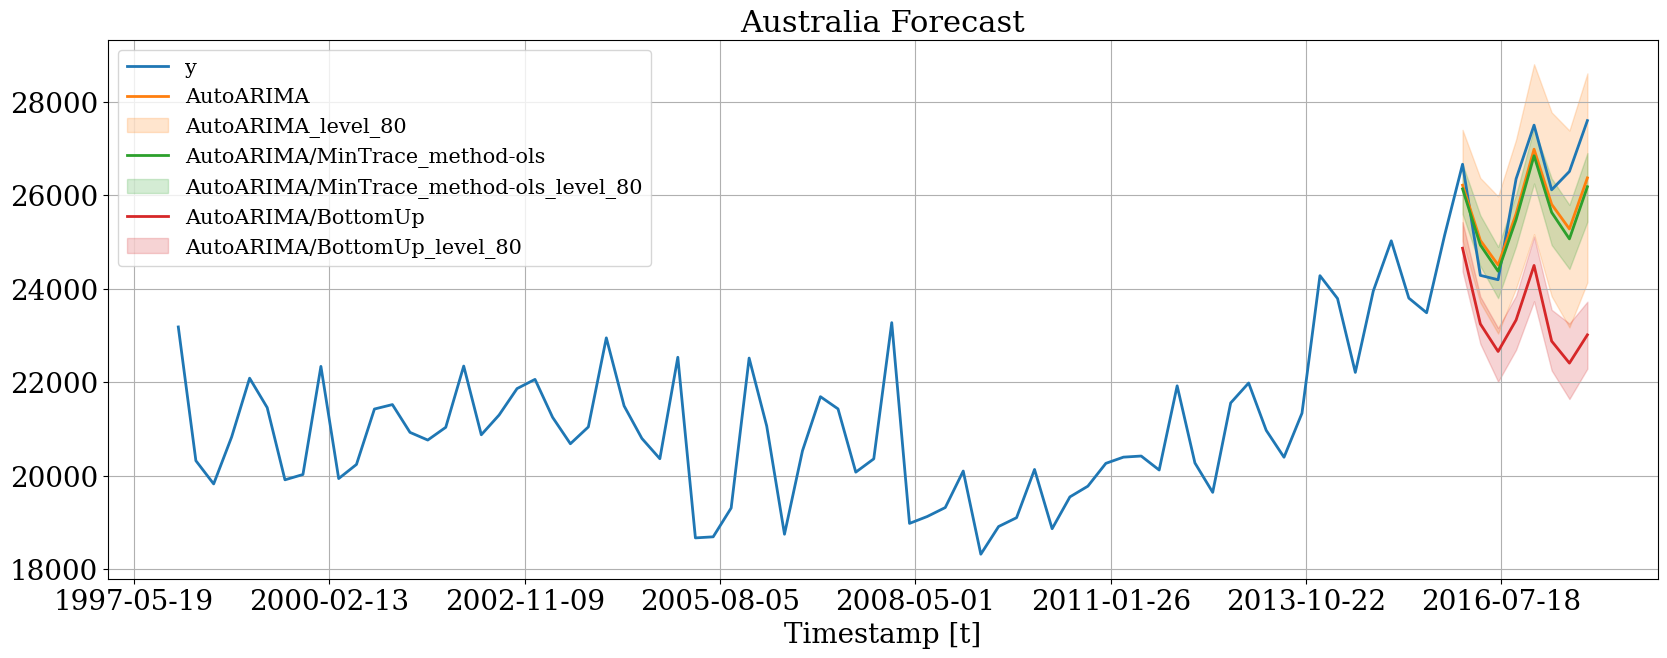 Australia Forecast
y
AutoARIMA
AutoARIMA_level_80
AutoARIMA/MinTrace_method-ols
AutoARIMA/MinTrace_method-ols_level_80
AutoARIMA/BottomUp
AutoARIMA/BottomUp_level_80
28000
26000
24000
22000
20000
18000
1997-05-19 2000-02-13 2002-11-09 2005-08-05 2008-05-01 2011-01-26 2013-10-22 2016-07-18
Timestamp [t]